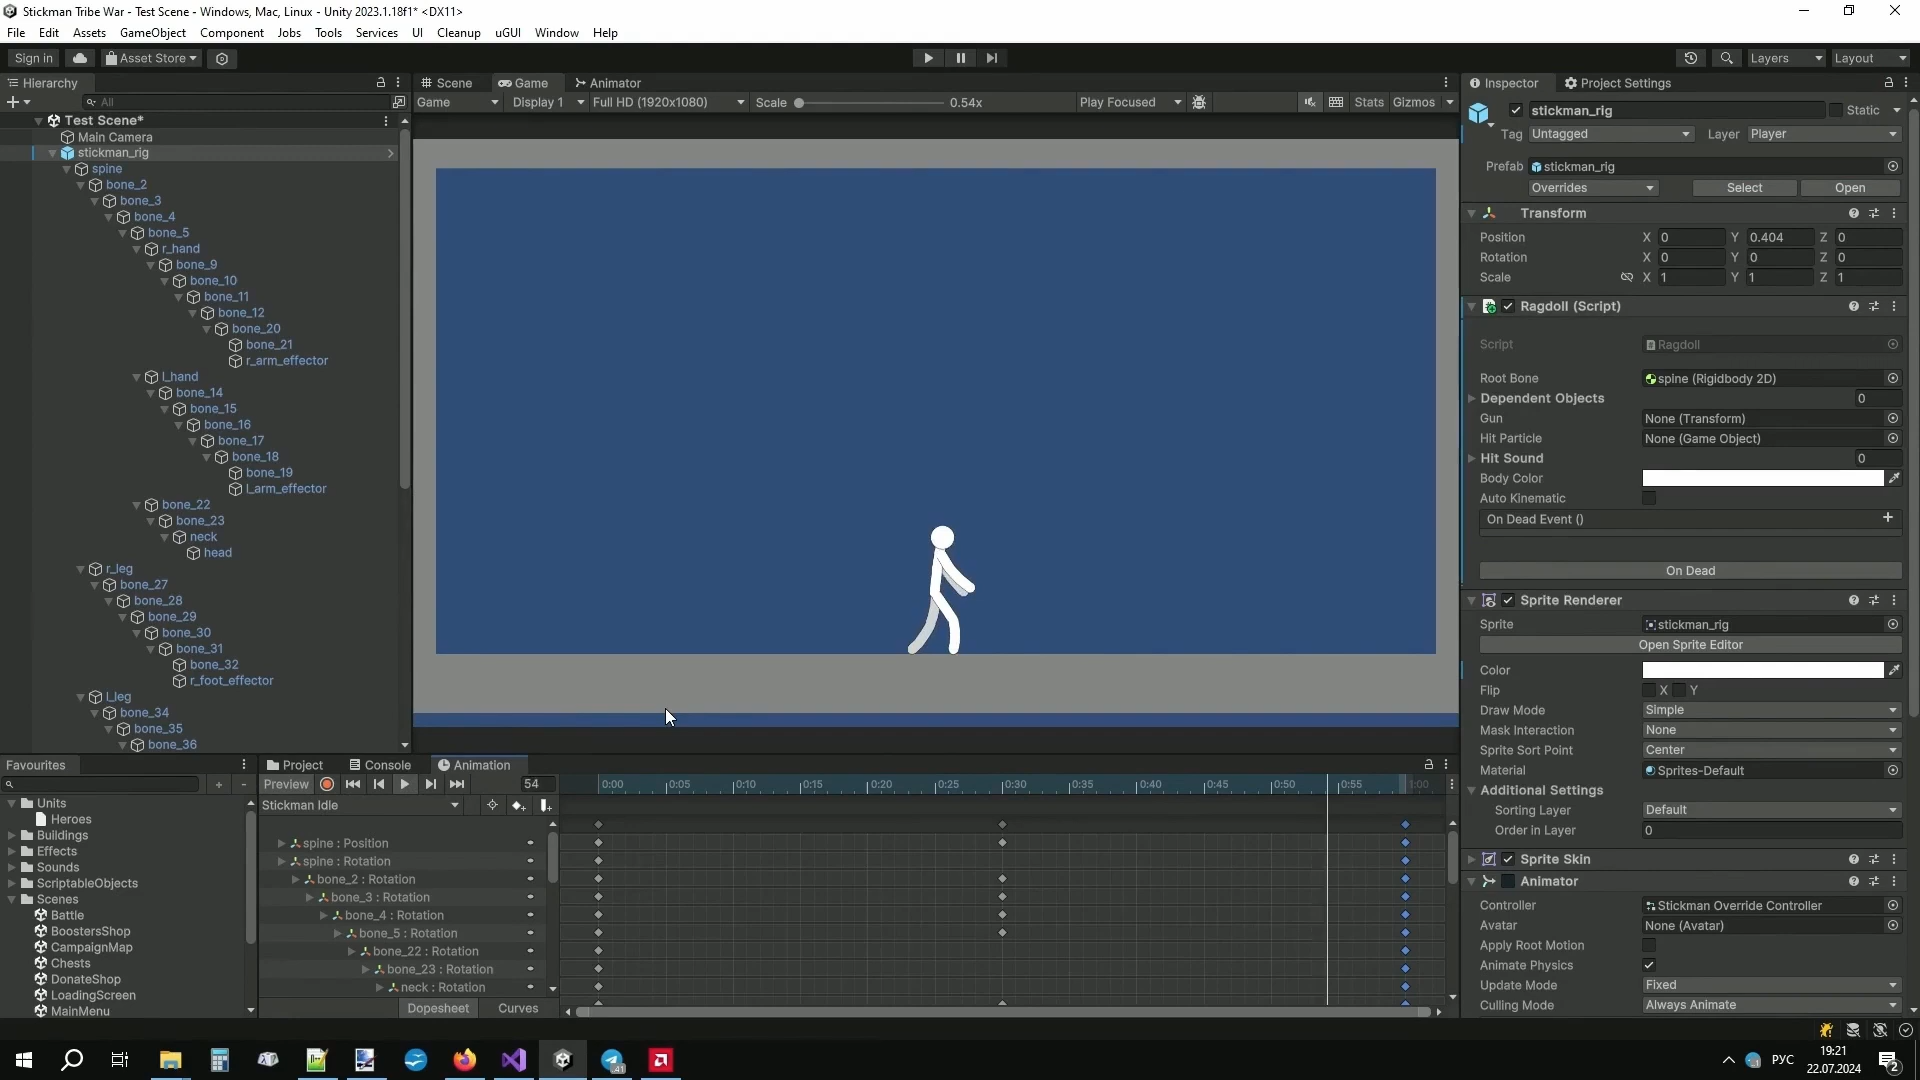 Stickman Tribe War - Test Scene - Windows, Mac, Linux - Unity 2023.1.18f1* <DX11>
File Edit Assets GameObject Component Jobs Tools Services UI Cleanup uGUI Window Help
Sign in Asset Store Layers Layout
Hierarchy
All
Test Scene*
Main Camera
stickman_rig
spine
bone_2
bone_3
bone_4
bone_5
r_hand
bone_9
bone_10
bone_11
bone_12
bone_20
bone_21
r_arm_effector
l_hand
bone_14
bone_15
bone_16
bone_17
bone_18
bone_19
l_arm_effector
bone_22
bone_23
neck
head
r_leg
bone_27
bone_28
bone_29
bone_30
bone_31
bone_32
r_foot_effector
l_leg
bone_34
bone_35
bone_36
Scene Game Animator
Game Display 1 Full HD (1920x1080) Scale 0.54x Play Focused Stats Gizmos
Inspector Project Settings
stickman_rig Static
Tag Untagged Layer Player
Prefab stickman_rig
Overrides Select Open
Transform
Position X 0 Y 0.404 Z 0
Rotation X 0 Y 0 Z 0
Scale X 1 Y 1 Z 1
Ragdoll (Script)
Script Ragdoll
Root Bone spine (Rigidbody 2D)
Dependent Objects 0
Gun None (Transform)
Hit Particle None (Game Object)
Hit Sound 0
Body Color
Auto Kinematic
On Dead Event ()
On Dead
Sprite Renderer
Sprite stickman_rig
Open Sprite Editor
Color
Flip X Y
Draw Mode Simple
Mask Interaction None
Sprite Sort Point Center
Material Sprites-Default
Additional Settings
Sorting Layer Default
Order in Layer 0
Sprite Skin
Animator
Controller Stickman Override Controller
Avatar None (Avatar)
Apply Root Motion
Animate Physics
Update Mode Fixed
Culling Mode Always Animate
Favourites
Units
Heroes
Buildings
Effects
Sounds
ScriptableObjects
Scenes
Battle
BoostersShop
CampaignMap
Chests
DonateShop
LoadingScreen
MainMenu
Project Console Animation
Preview 54 0:00 0:05 0:10 0:15 0:20 0:25 0:30 0:35 0:40 0:45 0:50 0:55 1:00
Stickman Idle
spine : Position
spine : Rotation
bone_2 : Rotation
bone_3 : Rotation
bone_4 : Rotation
bone_5 : Rotation
bone_22 : Rotation
bone_23 : Rotation
neck : Rotation
Dopesheet Curves
41
РУС
19:21
22.07.2024
2